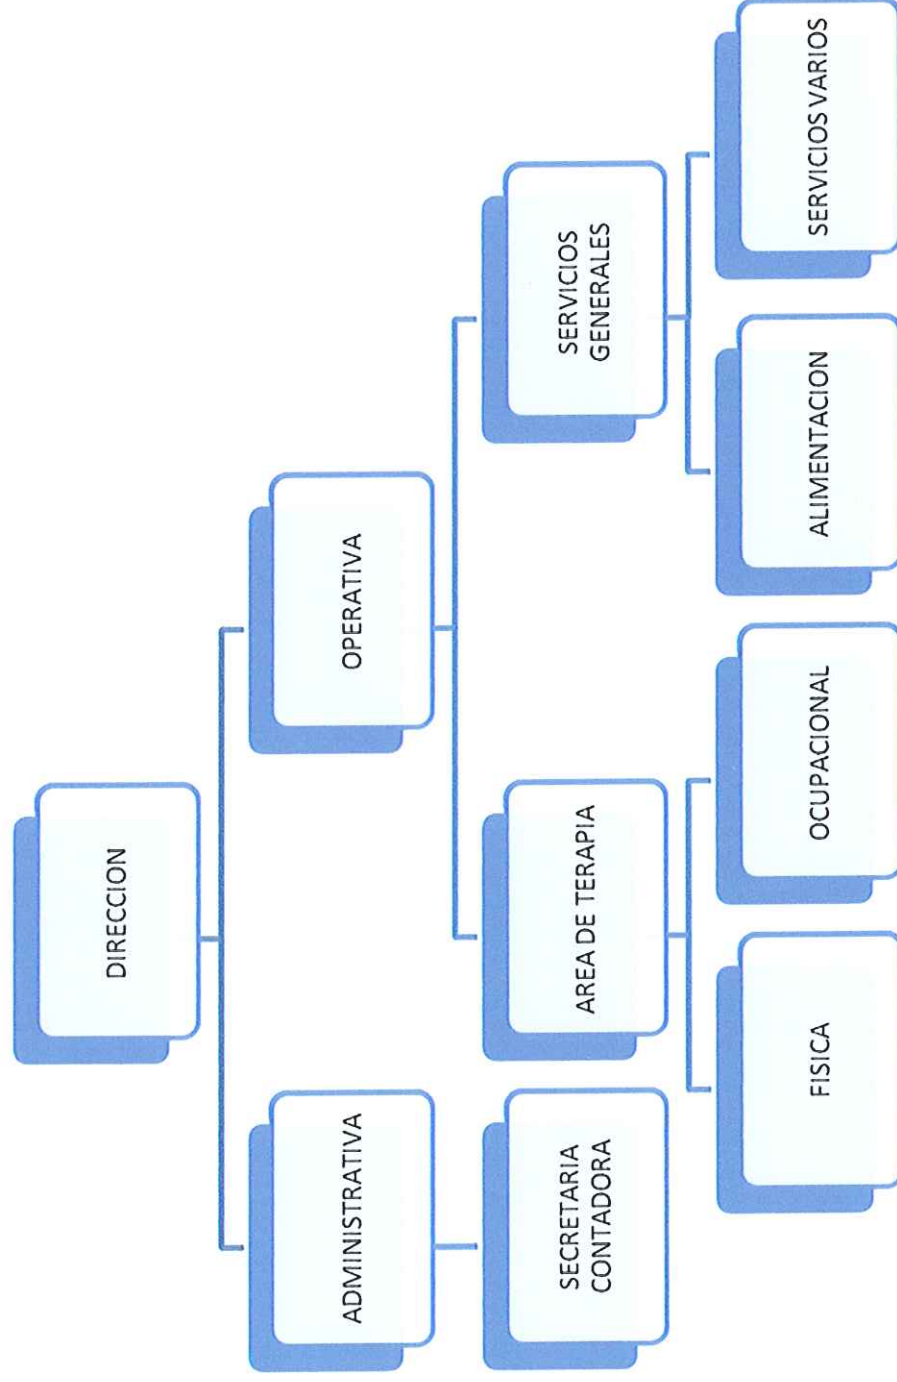 DIRECCION
ADMINISTRATIVA
OPERATIVA
SECRETARIA
CONTADORA
AREA DE TERAPIA
SERVICIOS
GENERALES
FISICA
OCUPACIONAL
ALIMENTACION
SERVICIOS VARIOS